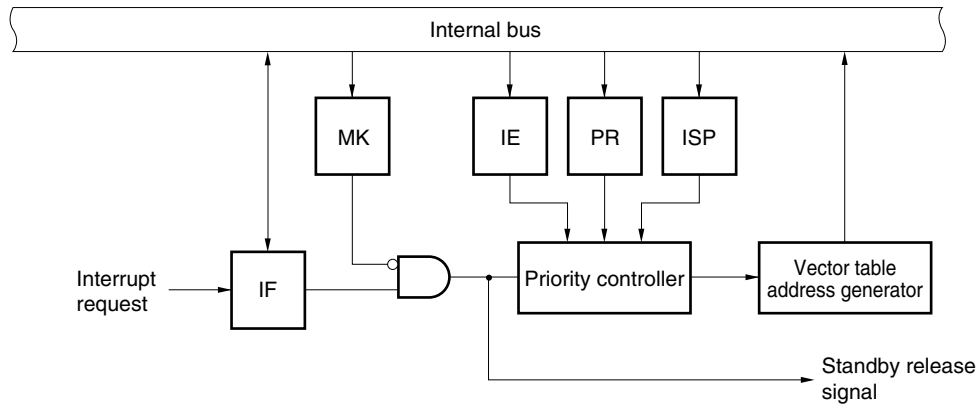 Internal bus
MK
IE
PR
ISP
Interrupt
request
IF
Priority controller
Vector table
address generator
Standby release
signal